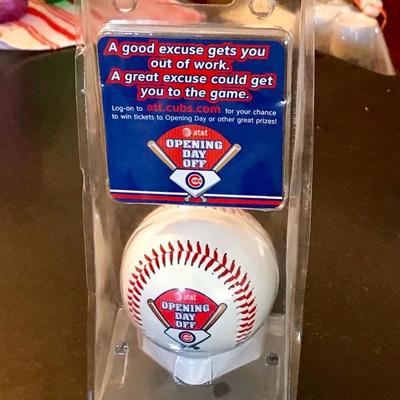 A good excuse gets you
out of work.
A great excuse could get
you to the game.
Log-on to att.cubs.com for your chance
to win tickets to Opening Day or other great prizes!
at&t
OPENING
DAY
OFF
at&t
OPENING
DAY
OFF